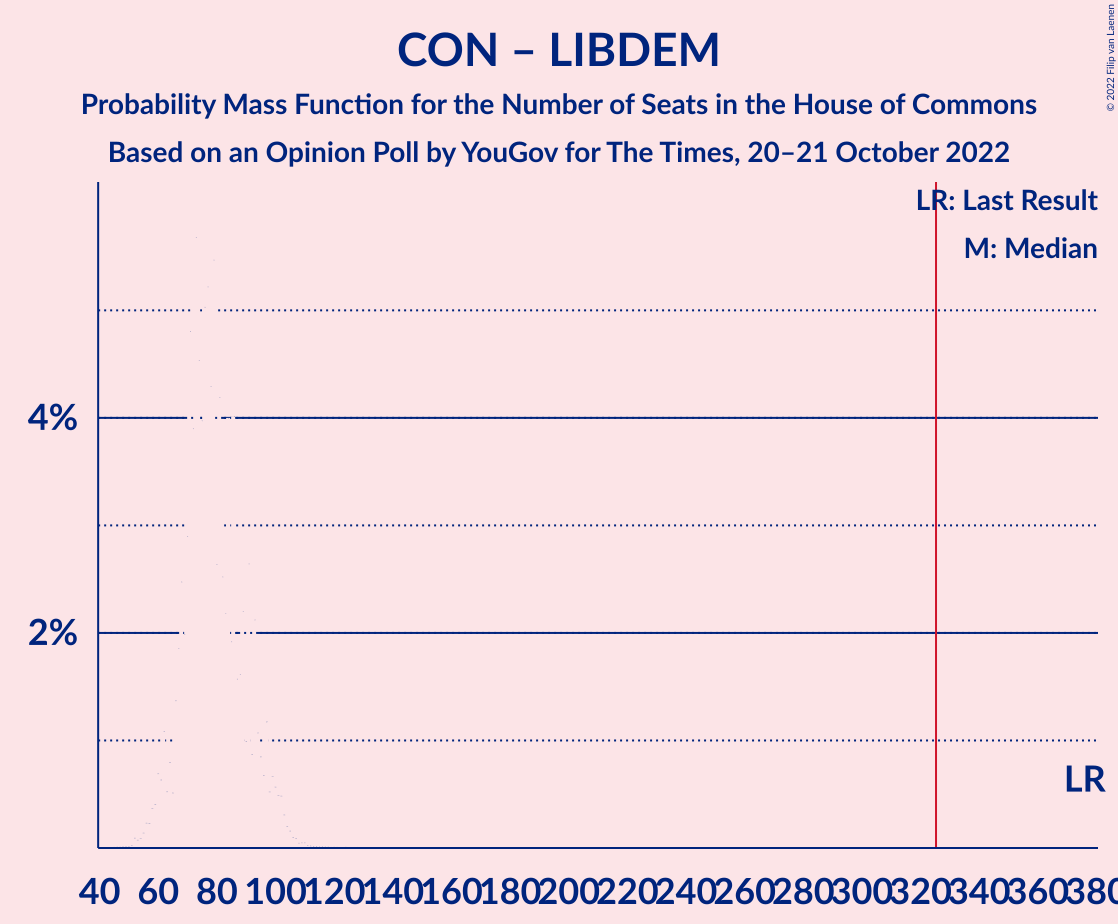 CON – LIBDEM
Probability Mass Function for the Number of Seats in the House of Commons
Based on an Opinion Poll by YouGov for The Times, 20–21 October 2022
© 2022 Filip van Laenen
LR: Last Result
M: Median
4%
2%
LR
40 60 80 100 120 140 160 180 200 220 240 260 280 300 320 340 360 380